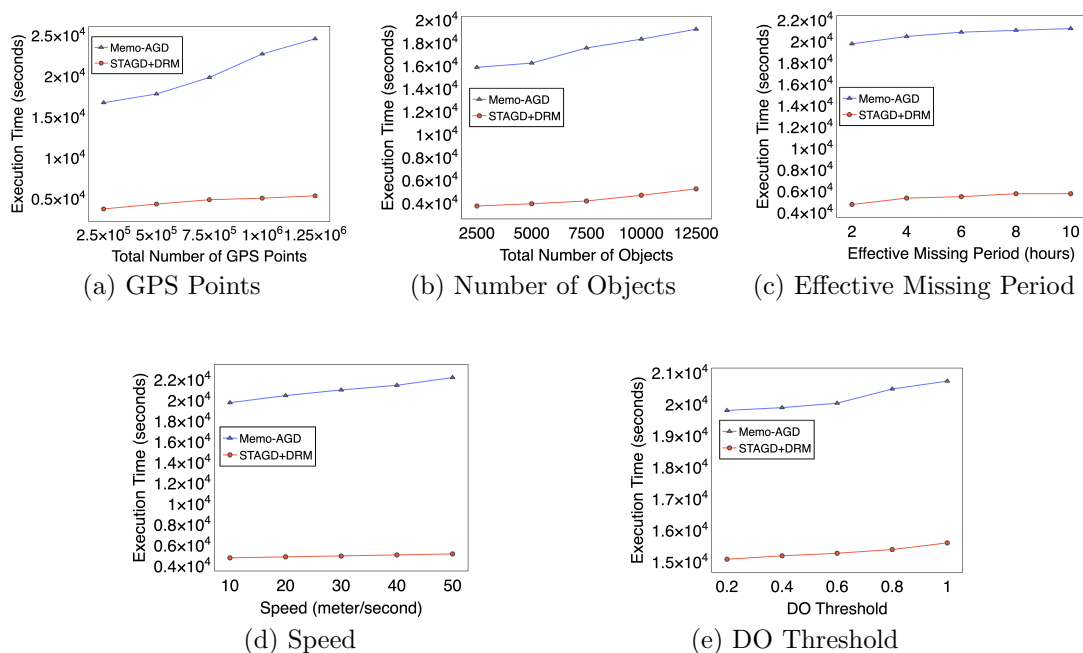 Execution Time (seconds)
2.5×10⁴
2×10⁴
1.5×10⁴
1×10⁴
0.5×10⁴
Memo-AGD
STAGD+DRM
2.5×10⁵ 5×10⁵ 7.5×10⁵ 1×10⁶ 1.25×10⁶
Total Number of GPS Points
(a) GPS Points
Execution Time (seconds)
2×10⁴
1.8×10⁴
1.6×10⁴
1.4×10⁴
1.2×10⁴
1×10⁴
0.8×10⁴
0.6×10⁴
0.4×10⁴
Memo-AGD
STAGD+DRM
2500 5000 7500 10000 12500
Total Number of Objects
(b) Number of Objects
Execution Time (seconds)
2.2×10⁴
2×10⁴
1.8×10⁴
1.6×10⁴
1.4×10⁴
1.2×10⁴
1×10⁴
0.8×10⁴
0.6×10⁴
0.4×10⁴
Memo-AGD
STAGD+DRM
2 4 6 8 10
Effective Missing Period (hours)
(c) Effective Missing Period
Execution Time (seconds)
2.2×10⁴
2×10⁴
1.8×10⁴
1.6×10⁴
1.4×10⁴
1.2×10⁴
1×10⁴
0.8×10⁴
0.6×10⁴
0.4×10⁴
Memo-AGD
STAGD+DRM
10 20 30 40 50
Speed (meter/second)
(d) Speed
Execution Time (seconds)
2.1×10⁴
2×10⁴
1.9×10⁴
1.8×10⁴
1.7×10⁴
1.6×10⁴
1.5×10⁴
Memo-AGD
STAGD+DRM
0.2 0.4 0.6 0.8 1
DO Threshold
(e) DO Threshold